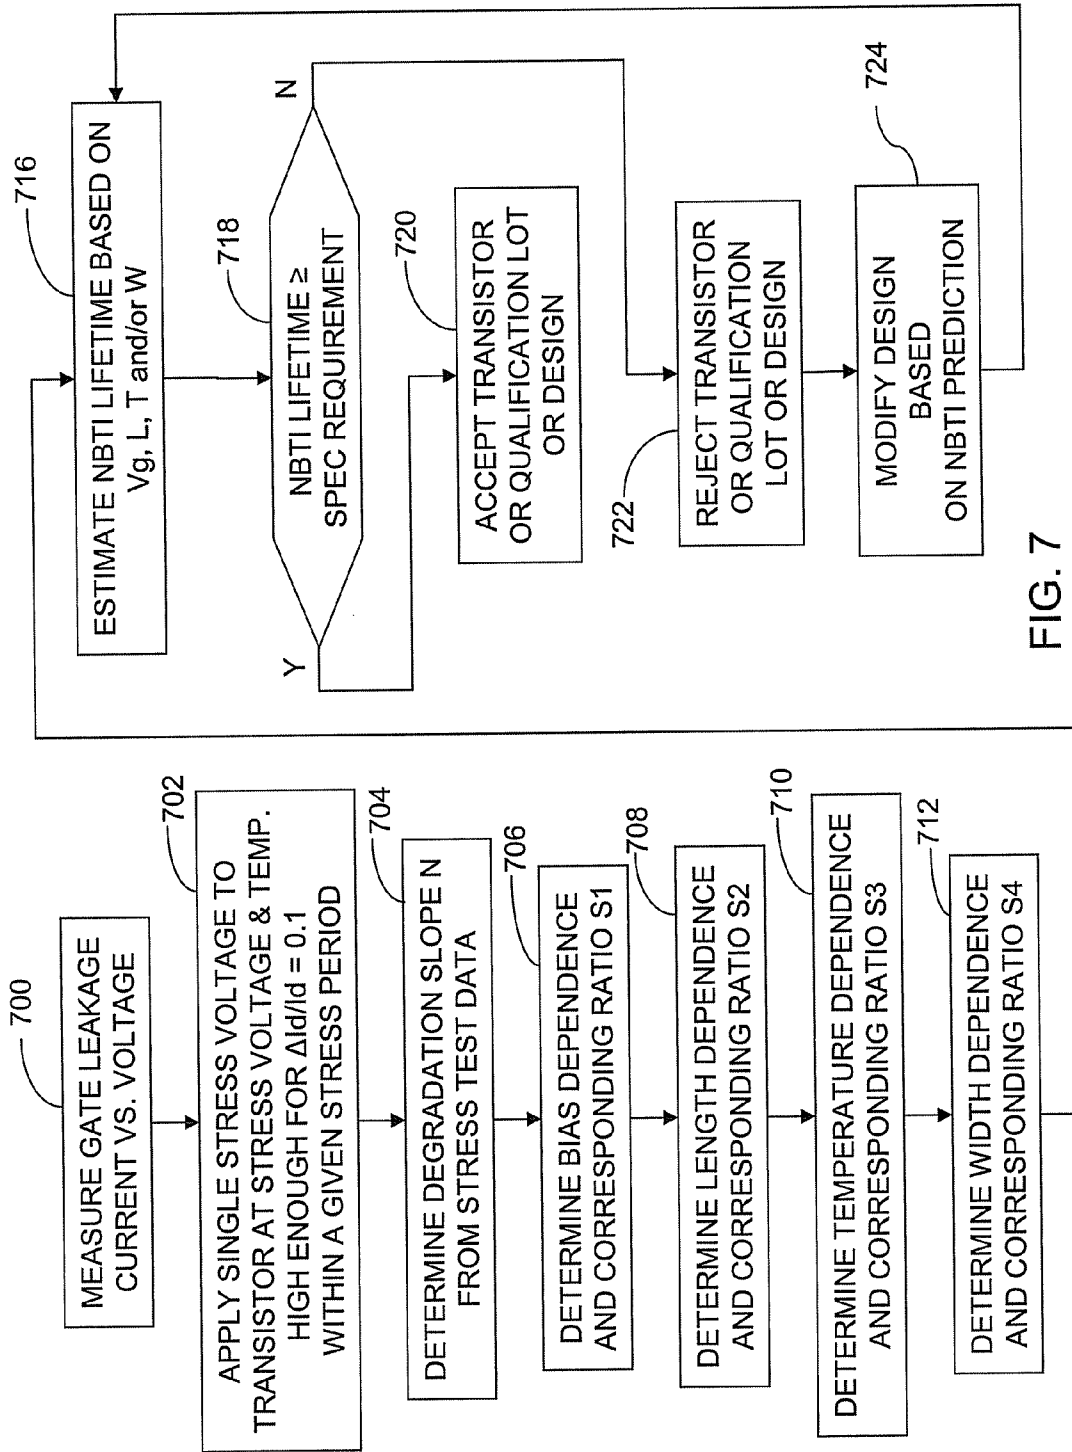 700
MEASURE GATE LEAKAGE
CURRENT VS. VOLTAGE
702
APPLY SINGLE STRESS VOLTAGE TO
TRANSISTOR AT STRESS VOLTAGE & TEMP.
HIGH ENOUGH FOR ΔId/Id = 0.1
WITHIN A GIVEN STRESS PERIOD
704
DETERMINE DEGRADATION SLOPE N
FROM STRESS TEST DATA
706
DETERMINE BIAS DEPENDENCE
AND CORRESPONDING RATIO S1
708
DETERMINE LENGTH DEPENDENCE
AND CORRESPONDING RATIO S2
710
DETERMINE TEMPERATURE DEPENDENCE
AND CORRESPONDING RATIO S3
712
DETERMINE WIDTH DEPENDENCE
AND CORRESPONDING RATIO S4
716
ESTIMATE NBTI LIFETIME BASED ON
Vg, L, T and/or W
718
NBTI LIFETIME ≥
SPEC REQUIREMENT
Y
N
720
ACCEPT TRANSISTOR
OR QUALIFICATION LOT
OR DESIGN
722
REJECT TRANSISTOR
OR QUALIFICATION
LOT OR DESIGN
724
MODIFY DESIGN
BASED
ON NBTI PREDICTION
FIG. 7